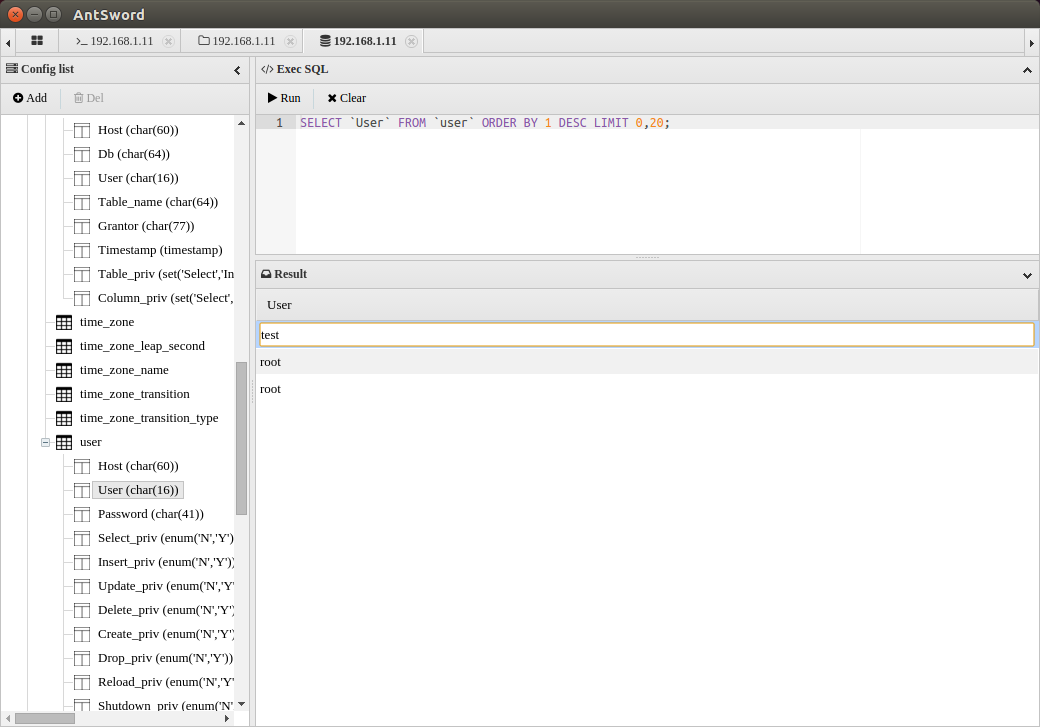 AntSword
>_ 192.168.1.11
192.168.1.11
192.168.1.11
Config list
Add
Del
Host (char(60))
Db (char(64))
User (char(16))
Table_name (char(64))
Grantor (char(77))
Timestamp (timestamp)
Table_priv (set('Select','In
Column_priv (set('Select',
time_zone
time_zone_leap_second
time_zone_name
time_zone_transition
time_zone_transition_type
user
Host (char(60))
User (char(16))
Password (char(41))
Select_priv (enum('N','Y')
Insert_priv (enum('N','Y'))
Update_priv (enum('N','Y'
Delete_priv (enum('N','Y')
Create_priv (enum('N','Y')
Drop_priv (enum('N','Y'))
Reload_priv (enum('N','Y'
Shutdown_priv (enum('N'
</> Exec SQL
Run
Clear
1 SELECT `User` FROM `user` ORDER BY 1 DESC LIMIT 0,20;
Result
User
test
root
root